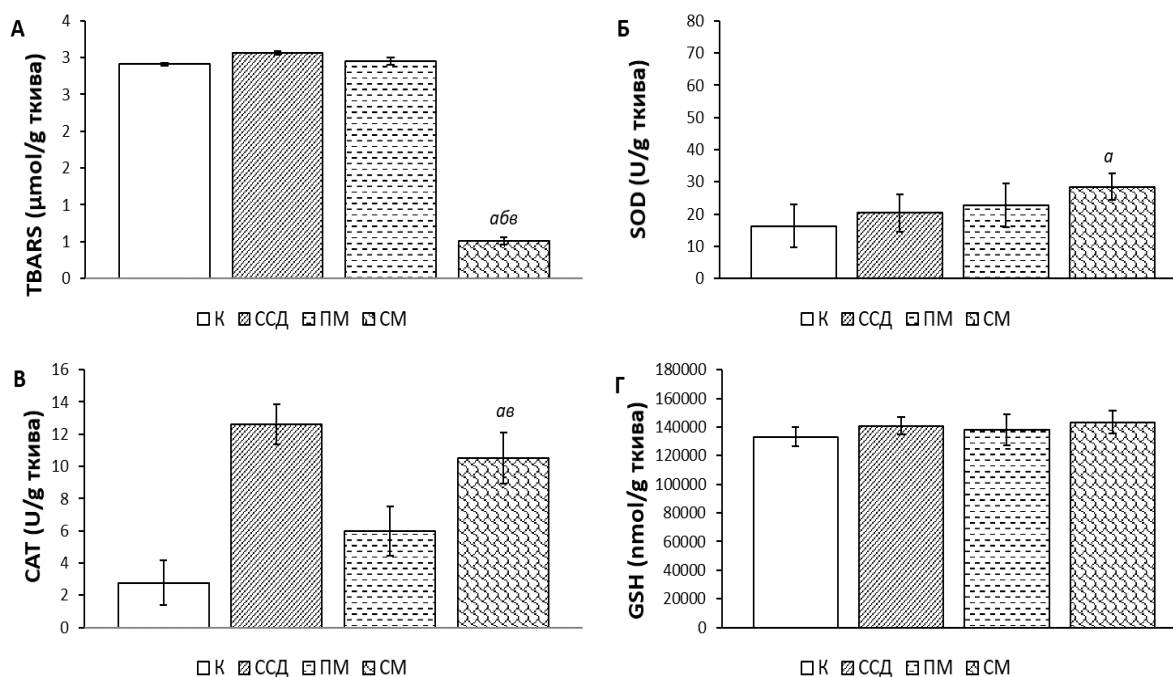 А
TBARS (µmol/g ткива)
4
3
3
2
2
1
1
0
абв
К ССД ПМ СМ
Б
SOD (U/g ткива)
80
70
60
50
40
30
20
10
0
а
К ССД ПМ СМ
В
CAT (U/g ткива)
16
14
12
10
8
6
4
2
0
ав
К ССД ПМ СМ
Г
GSH (nmol/g ткива)
180000
160000
140000
120000
100000
80000
60000
40000
20000
0
К ССД ПМ СМ